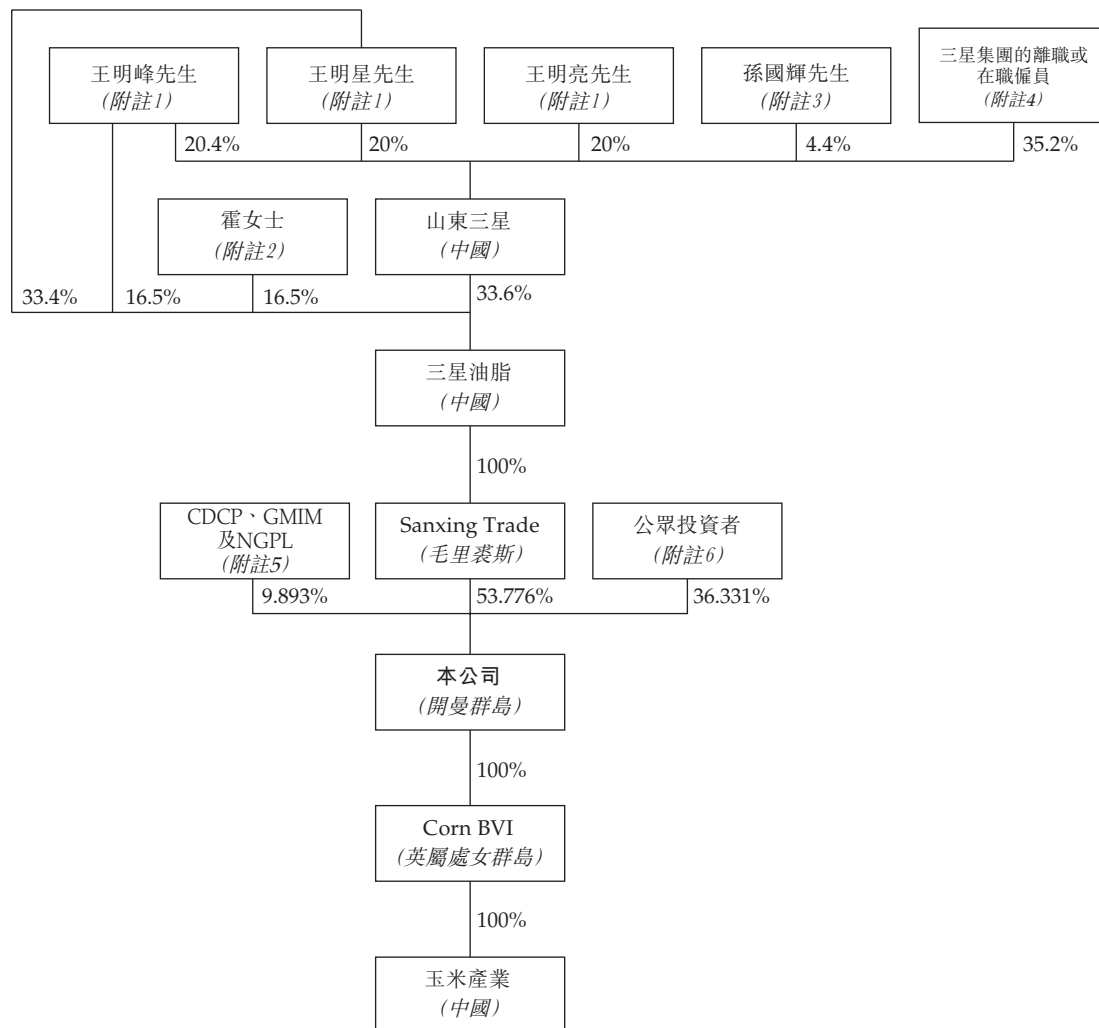 王明峰先生
(附註1)
王明星先生
(附註1)
王明亮先生
(附註1)
孫國輝先生
(附註3)
三星集團的離職或
在職僱員
(附註4)
20.4%
20%
20%
4.4%
35.2%
霍女士
(附註2)
山東三星
(中國)
33.4%
16.5%
16.5%
33.6%
三星油脂
(中國)
100%
CDCP、GMIM
及NGPL
(附註5)
Sanxing Trade
(毛里裘斯)
公眾投資者
(附註6)
9.893%
53.776%
36.331%
本公司
(開曼群島)
100%
Corn BVI
(英屬處女群島)
100%
玉米產業
(中國)